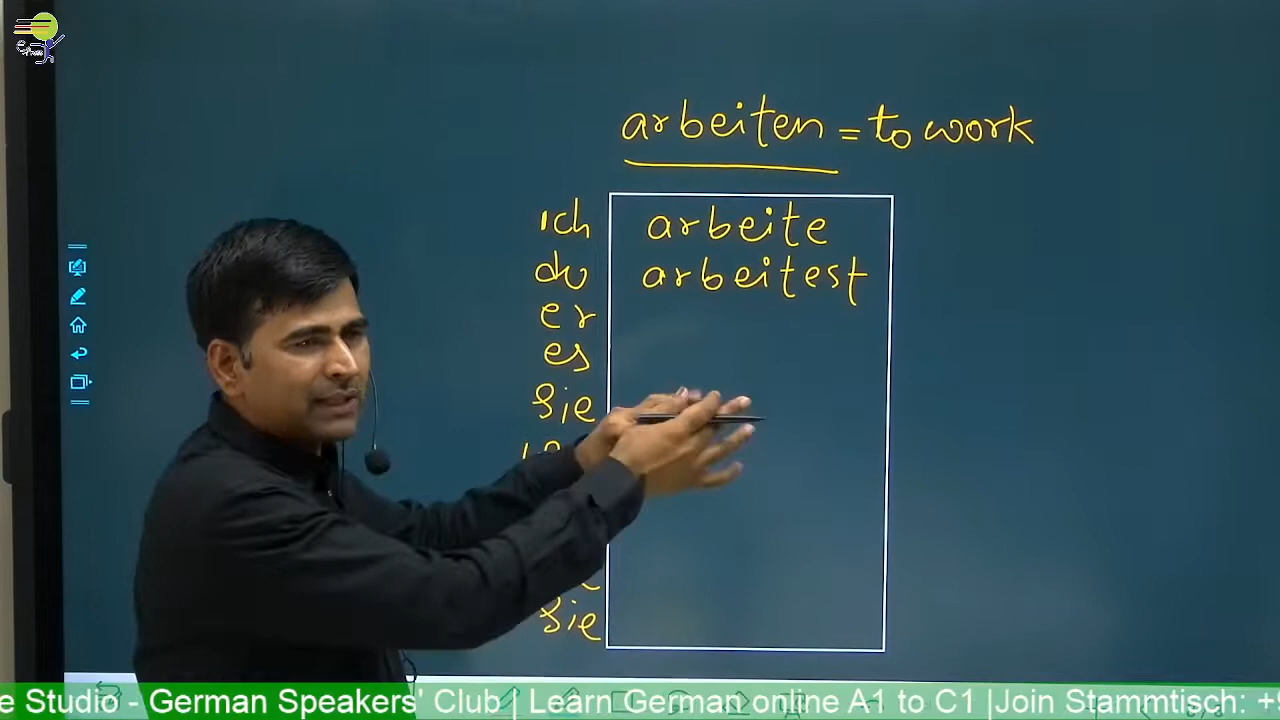 arbeiten = to work
ich arbeite
du arbeitest
er
es
Sie
Sie
e Studio - German Speakers' Club | Learn German online A1 to C1 |Join Stammtisch: +